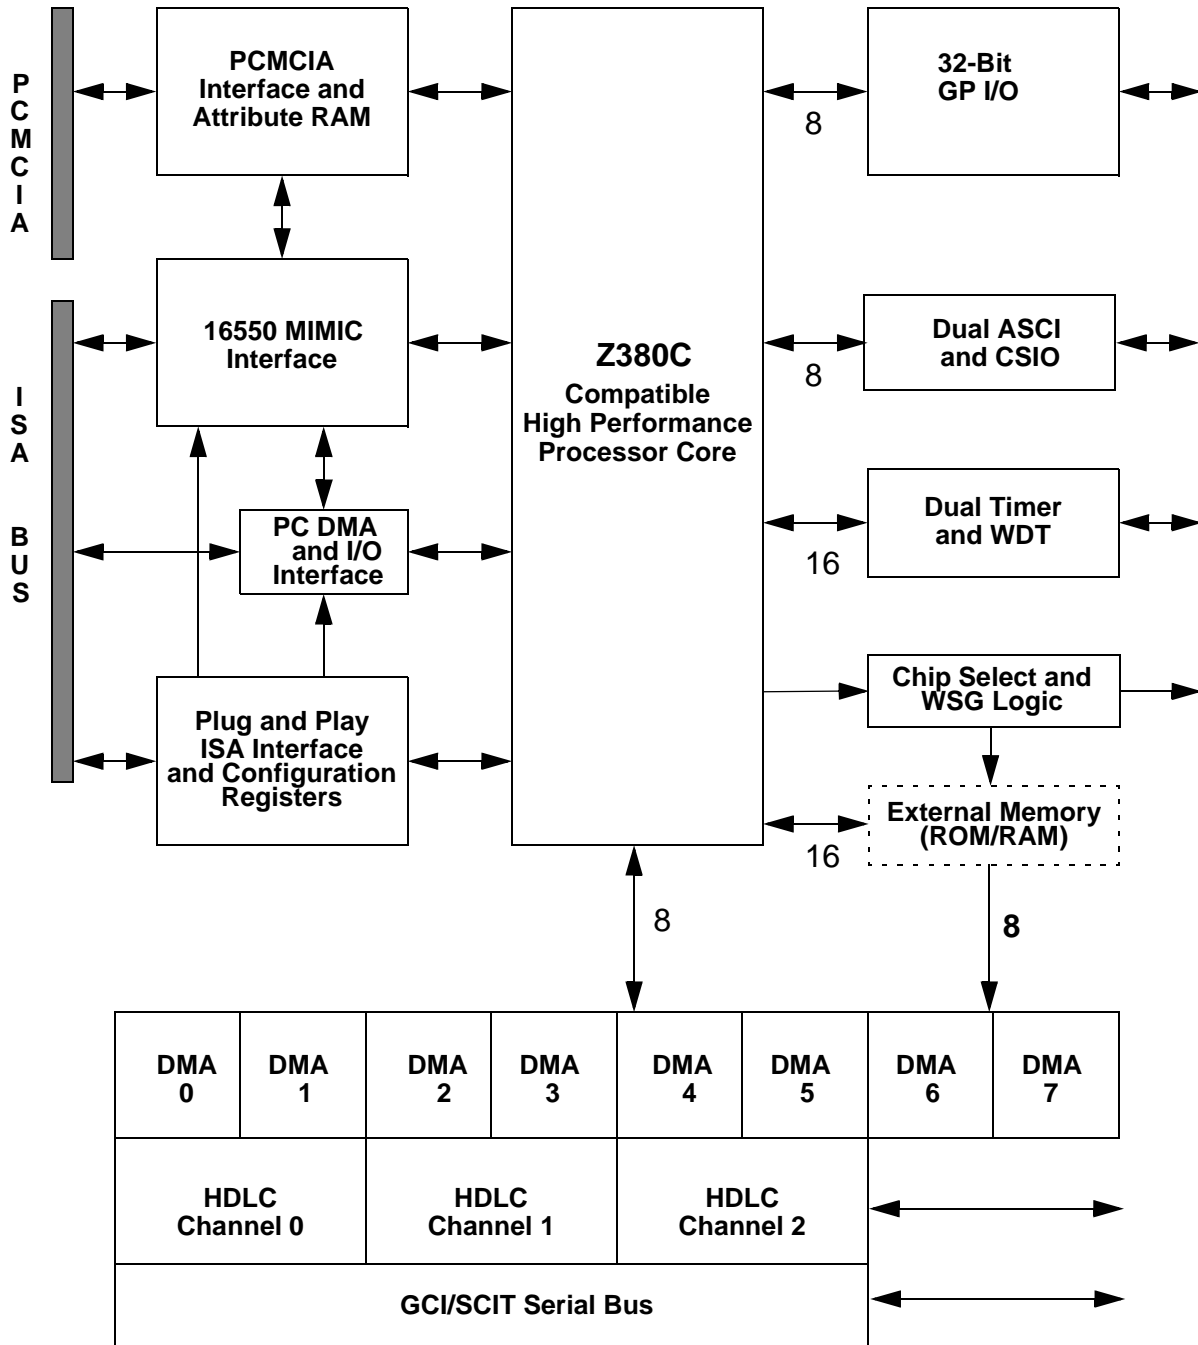 PCMCIA
PCMCIA
Interface and
Attribute RAM
32-Bit
GP I/O
8
ISA BUS
16550 MIMIC
Interface
Z380C
Compatible
High Performance
Processor Core
Dual ASCI
and CSIO
8
PC DMA
and I/O
Interface
Dual Timer
and WDT
16
Plug and Play
ISA Interface
and Configuration
Registers
Chip Select and
WSG Logic
External Memory
(ROM/RAM)
16
8
8
DMA
0
DMA
1
DMA
2
DMA
3
DMA
4
DMA
5
DMA
6
DMA
7
HDLC
Channel 0
HDLC
Channel 1
HDLC
Channel 2
GCI/SCIT Serial Bus